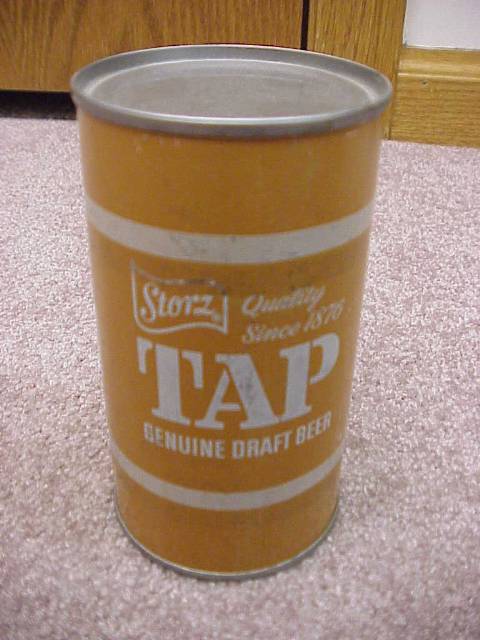 Storz®
Quality
Since 1876
TAP
GENUINE DRAFT BEER